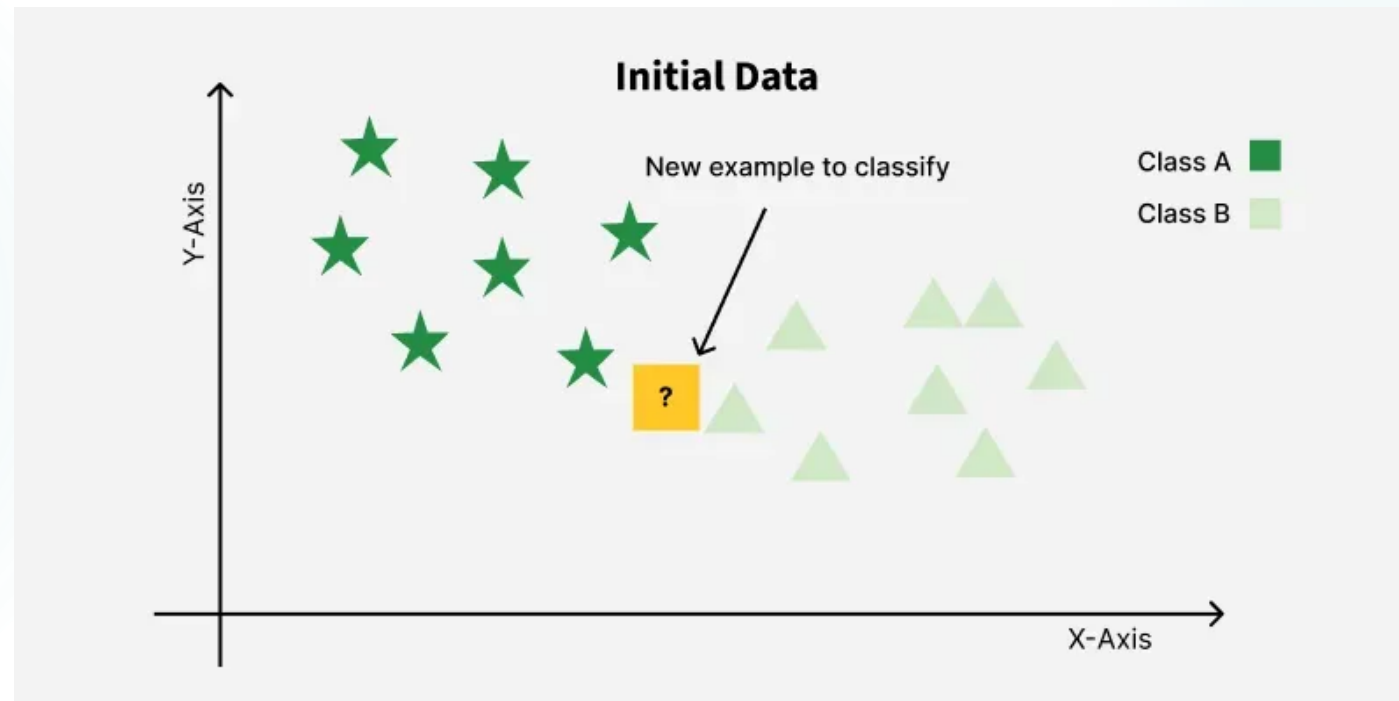 Initial Data
New example to classify
Class A
Class B
Y-Axis
?
X-Axis